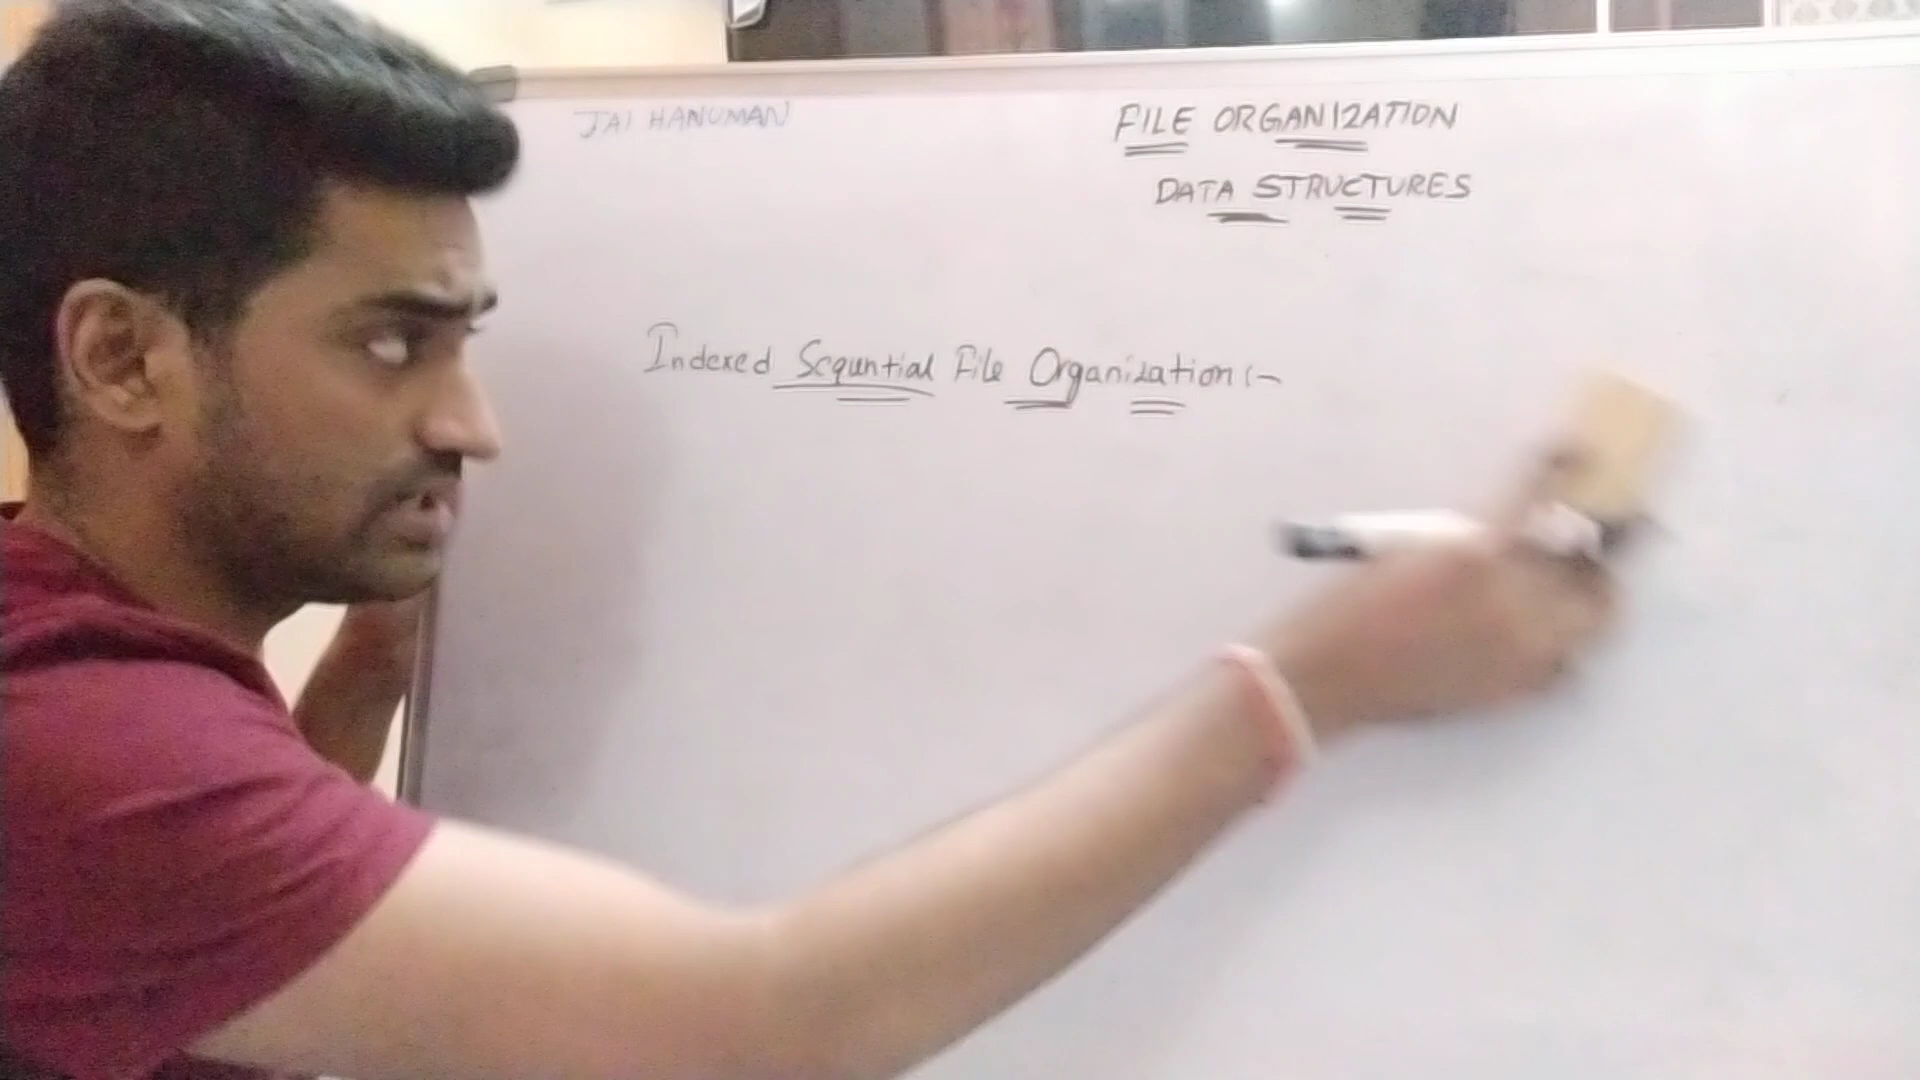 JAI HANUMAN
FILE ORGANIZATION
DATA STRUCTURES
Indexed Sequntial File Organization :-